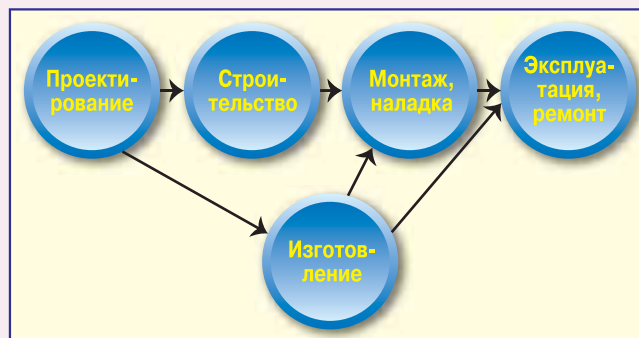 Проекти-
рование
Строи-
тельство
Монтаж,
наладка
Эксплуа-
тация,
ремонт
Изготов-
ление